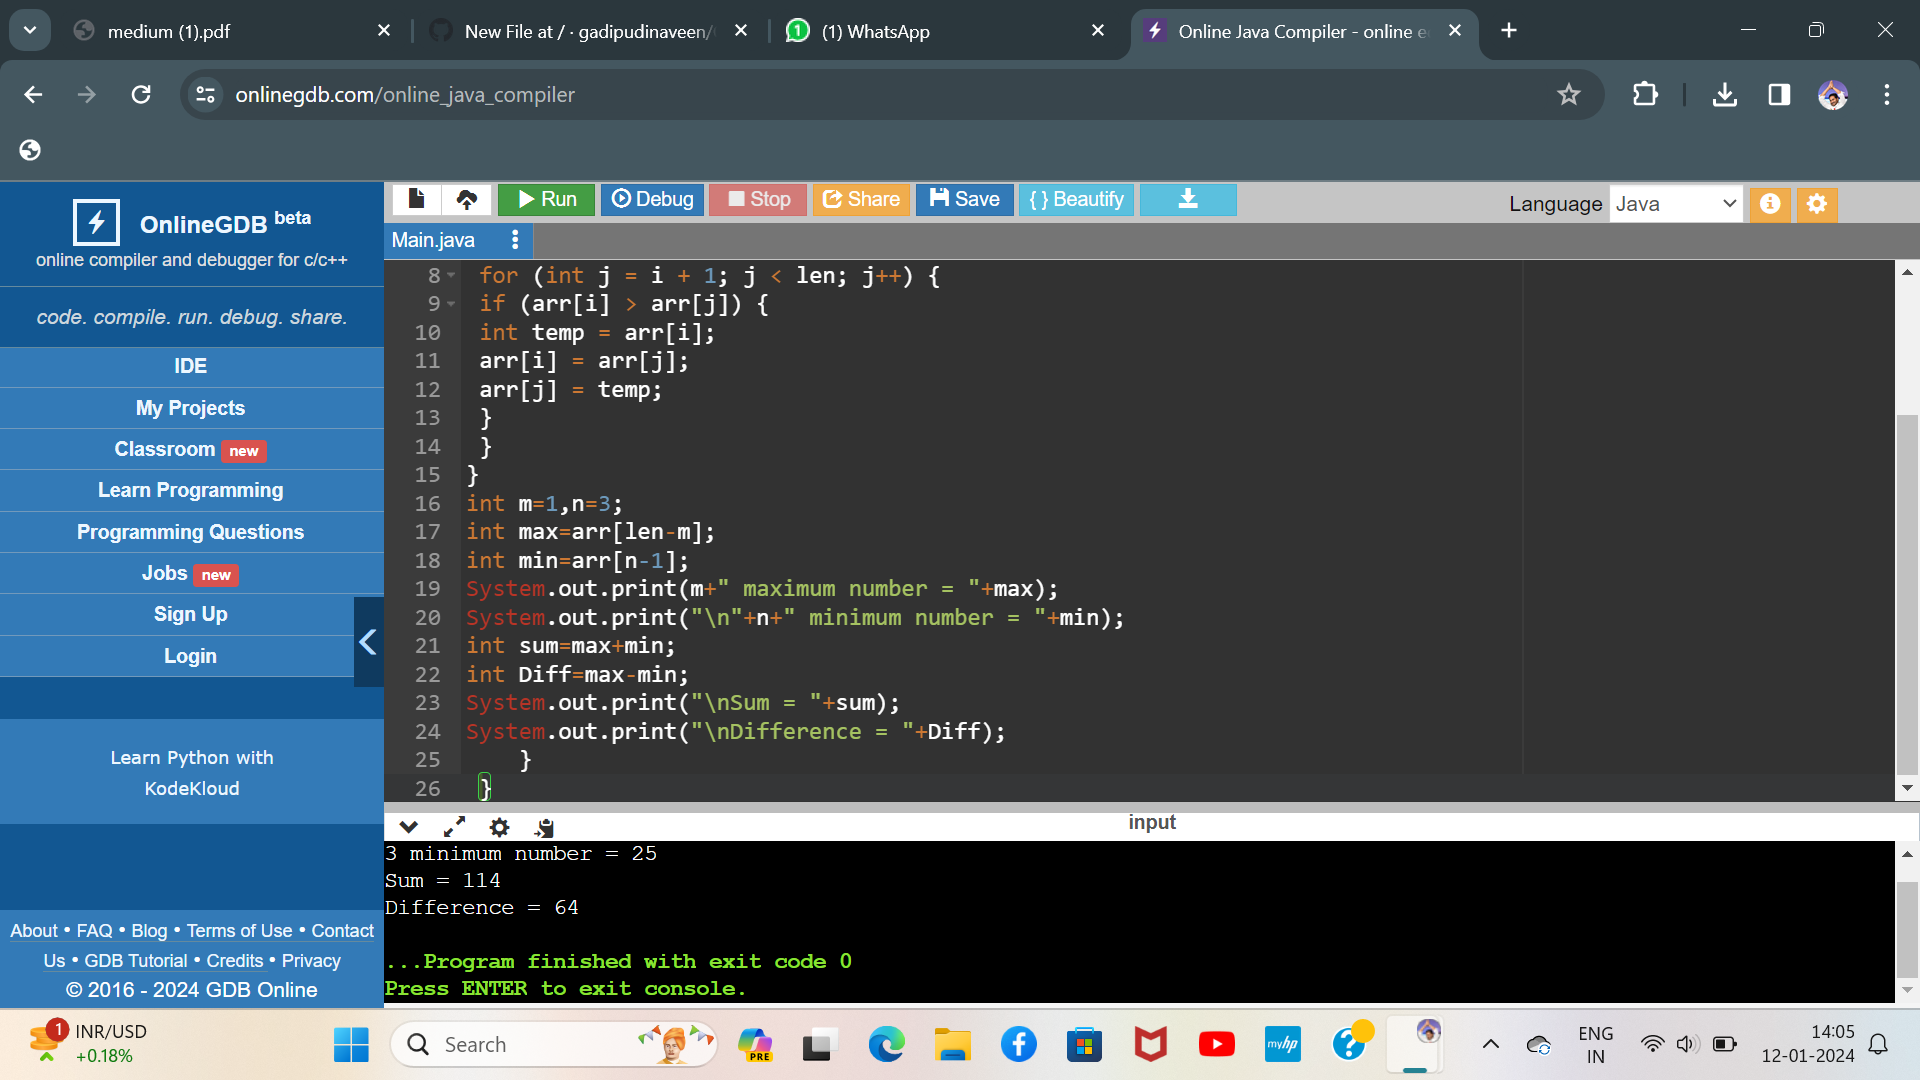 medium (1).pdf
New File at / · gadipudinaveen/
(1) WhatsApp
Online Java Compiler - online e
onlinegdb.com/online_java_compiler
OnlineGDB beta
online compiler and debugger for c/c++
code. compile. run. debug. share.
IDE
My Projects
Classroom new
Learn Programming
Programming Questions
Jobs new
Sign Up
Login
Learn Python with
KodeKloud
About • FAQ • Blog • Terms of Use • Contact
Us • GDB Tutorial • Credits • Privacy
© 2016 - 2024 GDB Online
Run Debug Stop Share Save { } Beautify
Language Java
Main.java
8 for (int j = i + 1; j < len; j++) {
9 if (arr[i] > arr[j]) {
10 int temp = arr[i];
11 arr[i] = arr[j];
12 arr[j] = temp;
13 }
14 }
15 }
16 int m=1,n=3;
17 int max=arr[len-m];
18 int min=arr[n-1];
19 System.out.print(m+" maximum number = "+max);
20 System.out.print("\n"+n+" minimum number = "+min);
21 int sum=max+min;
22 int Diff=max-min;
23 System.out.print("\nSum = "+sum);
24 System.out.print("\nDifference = "+Diff);
25 }
26 }
input
3 minimum number = 25
Sum = 114
Difference = 64
...Program finished with exit code 0
Press ENTER to exit console.
1
INR/USD
+0.18%
Search
PRE
myhp
ENG
IN
14:05
12-01-2024